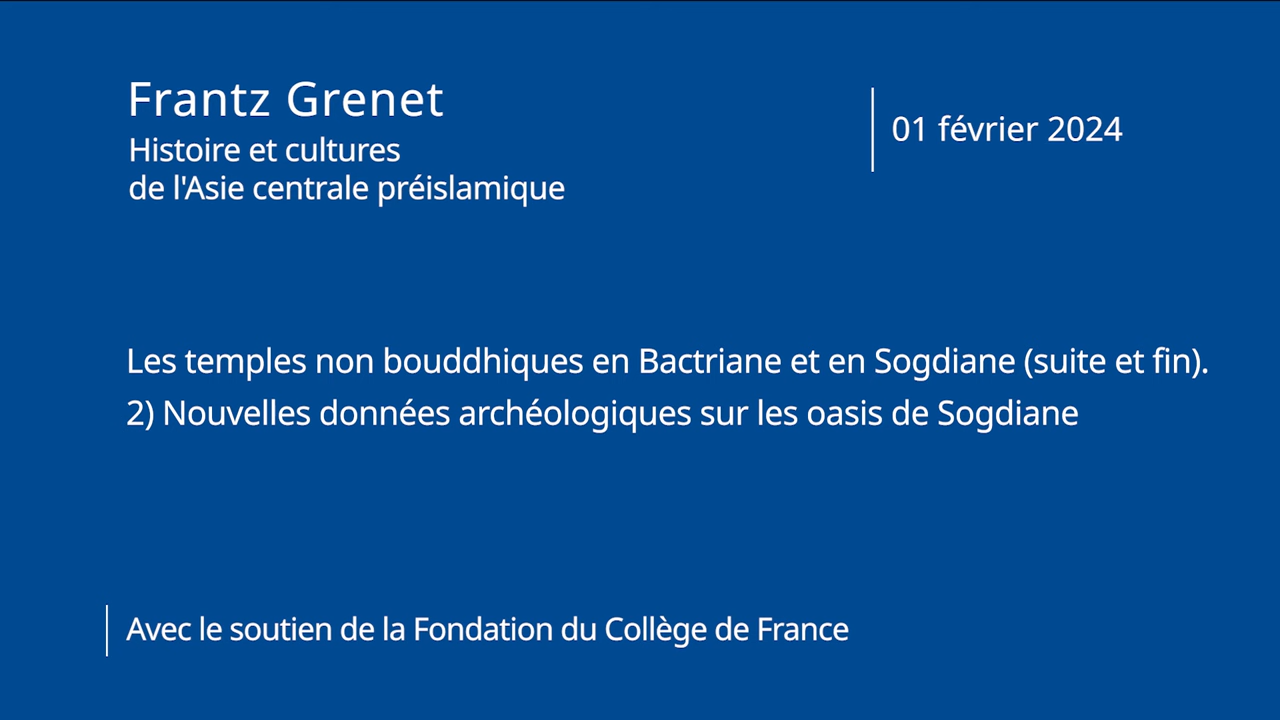 Frantz Grenet
Histoire et cultures
de l'Asie centrale préislamique
01 février 2024
Les temples non bouddhiques en Bactriane et en Sogdiane (suite et fin).
2) Nouvelles données archéologiques sur les oasis de Sogdiane
Avec le soutien de la Fondation du Collège de France